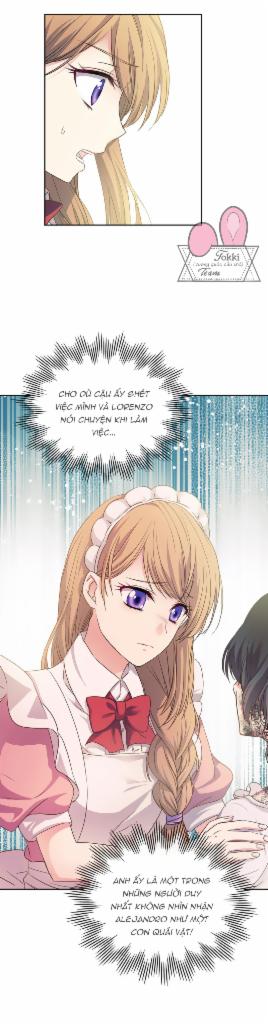 Tokki
Team
CHO DÙ CẬU ẤY GHÉT
VIỆC MÌNH VÀ LORENZO
NÓI CHUYỆN KHI LÀM
VIỆC...
ANH ẤY LÀ MỘT TRONG
NHỮNG NGƯỜI DUY
NHẤT KHÔNG NHÌN NHẬN
ALEJANDRO NHƯ MỘT
CON QUÁI VẬT!